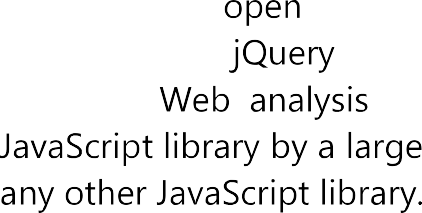 open
jQuery
Web analysis
JavaScript library by a large
any other JavaScript library.